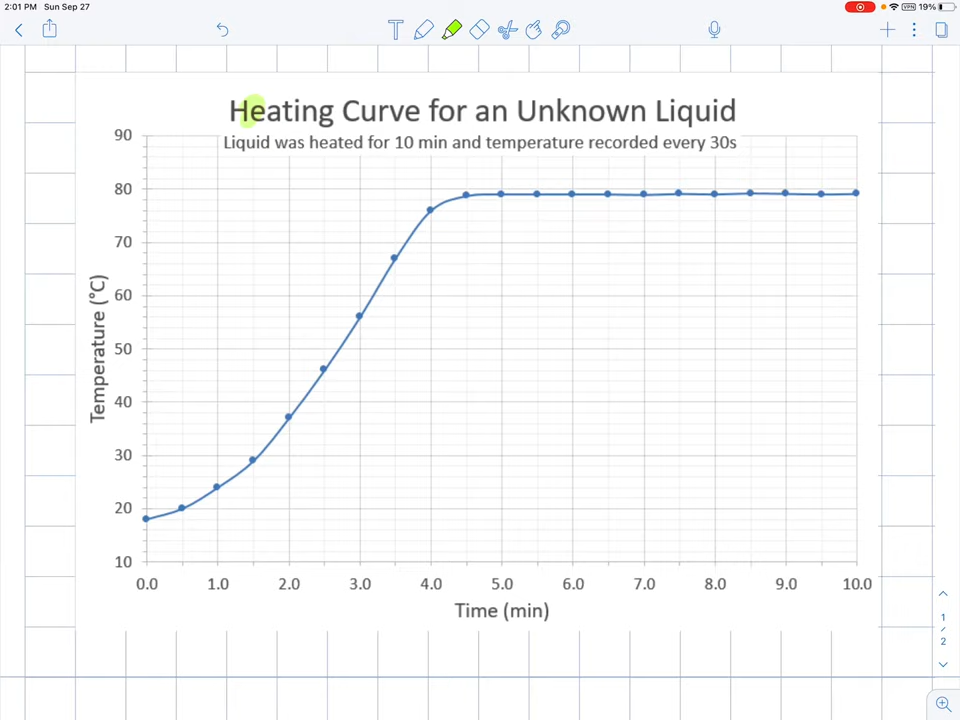 2:01 PM Sun Sep 27
VPN 19%
T
Heating Curve for an Unknown Liquid
Liquid was heated for 10 min and temperature recorded every 30s
90
80
70
60
50
40
30
20
10
Temperature (°C)
0.0 1.0 2.0 3.0 4.0 5.0 6.0 7.0 8.0 9.0 10.0
Time (min)
1
/
2